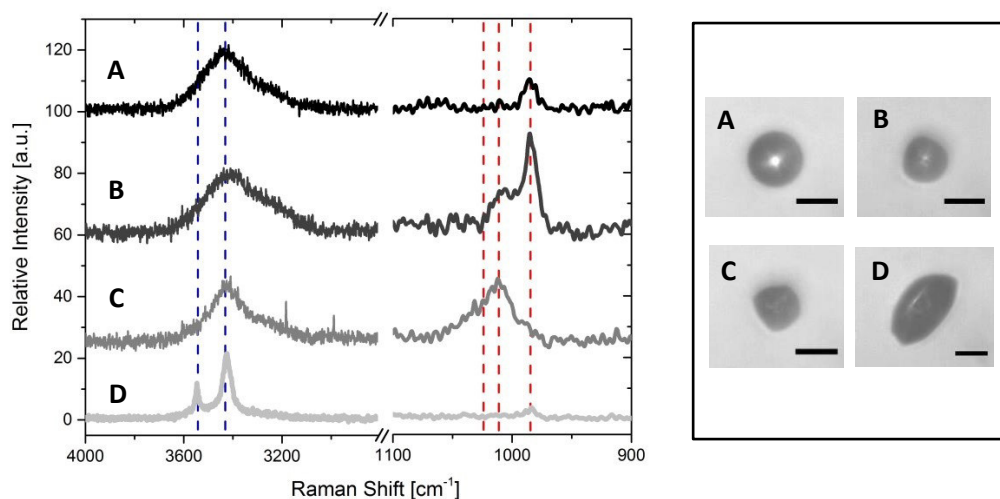 120
100
80
60
40
20
0
Relative Intensity [a.u.]
A
B
C
D
4000
3600
3200
1100
1000
900
Raman Shift [cm⁻¹]
A
B
C
D